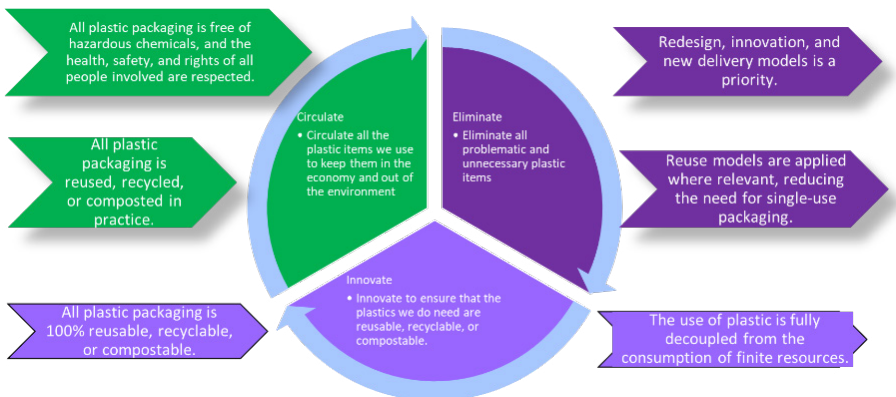 All plastic packaging is free of
hazardous chemicals, and the
health, safety, and rights of all
people involved are respected.
All plastic
packaging is
reused, recycled,
or composted in
practice.
All plastic packaging is
100% reusable, recyclable,
or compostable.
Circulate
• Circulate all the
plastic items we use
to keep them in the
economy and out of
the environment
Eliminate
• Eliminate all
problematic and
unnecessary plastic
items
Innovate
• Innovate to ensure that the
plastics we do need are
reusable, recyclable, or
compostable.
Redesign, innovation, and
new delivery models is a
priority.
Reuse models are applied
where relevant, reducing
the need for single-use
packaging.
The use of plastic is fully
decoupled from the
consumption of finite resources.